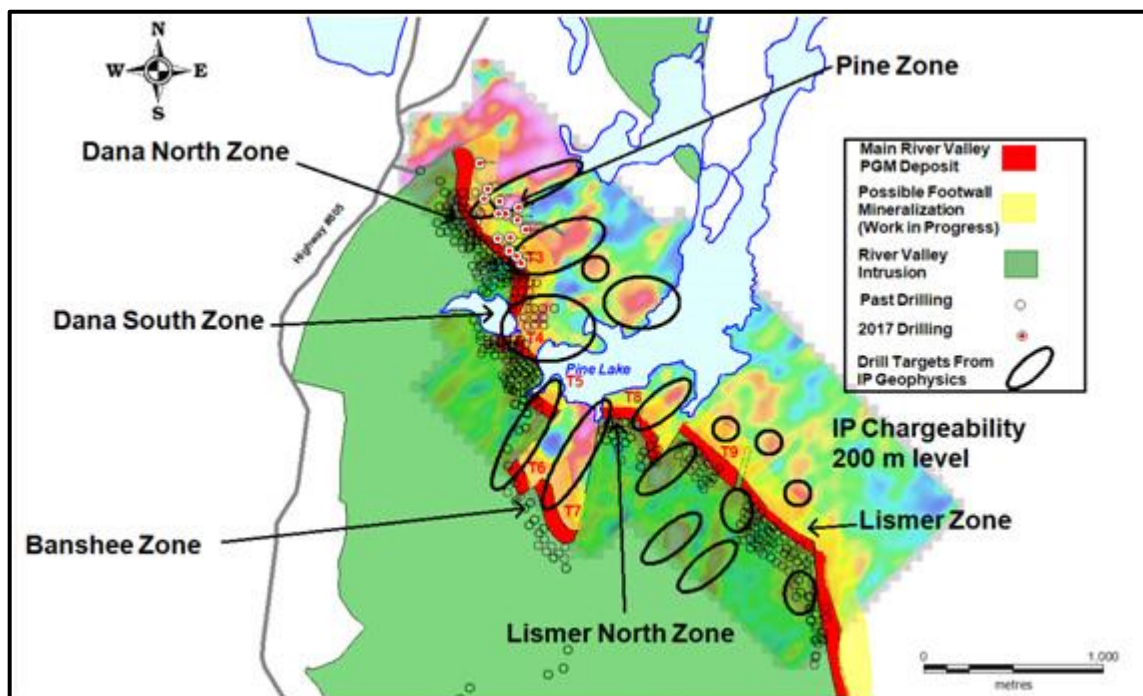 N
W E
S
Pine Zone
Dana North Zone
Highway #805
T3
Dana South Zone
T4
Pine Lake
T5
T8
T6
T7
T9
Banshee Zone
Lismer North Zone
Main River Valley
PGM Deposit
Possible Footwall
Mineralization
(Work in Progress)
River Valley
Intrusion
Past Drilling
2017 Drilling
Drill Targets From
IP Geophysics
IP Chargeability
200 m level
Lismer Zone
0 1,000
metres